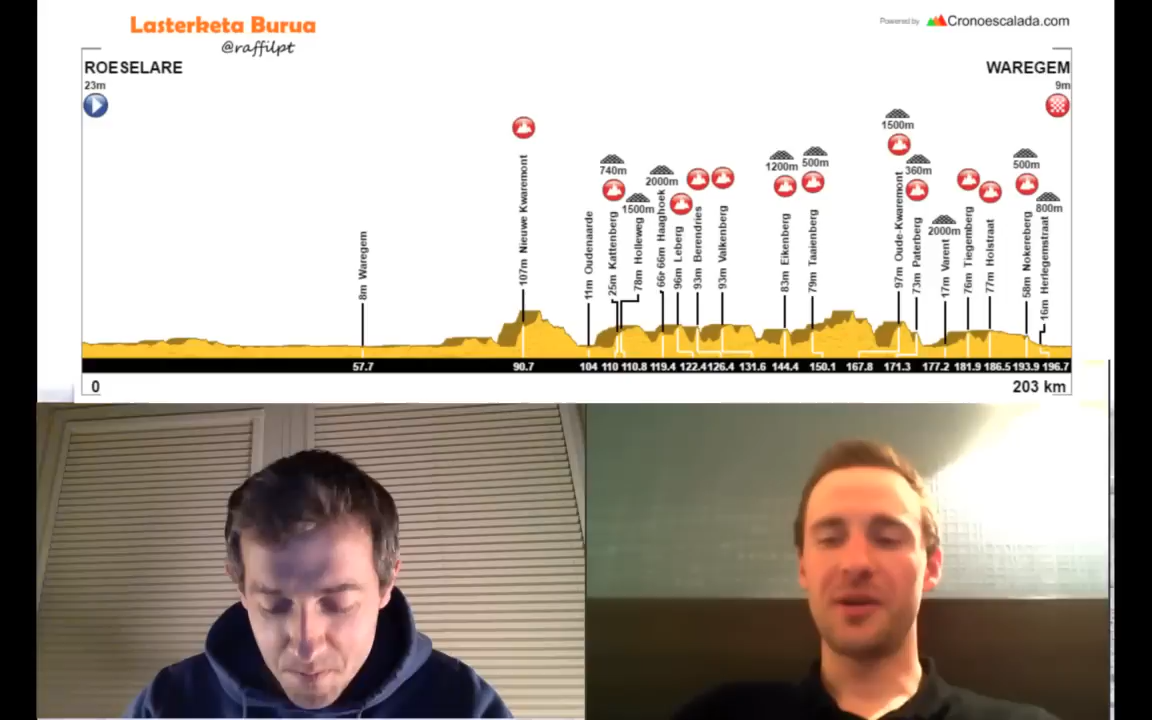 Lasterketa Burua
@raffilpt
Powered by Cronoescalada.com
ROESELARE
23m
WAREGEM
9m
8m Waregem
107m Nieuwe Kwaremont
11m Oudenaarde
740m
25m Kattenberg
1500m
78m Holleweg
2000m
66m Haaghoek
96m Leberg
93m Berendries
93m Valkenberg
1200m
83m Eikenberg
500m
79m Taaienberg
1500m
97m Oude-Kwaremont
360m
73m Paterberg
2000m
17m Varent
76m Tiegemberg
77m Holstraat
500m
58m Nokereberg
800m
16m Herlegemstraat
57.7 90.7 104 110 110.8 119.4 122.4 126.4 131.6 144.4 150.1 167.8 171.3 177.2 181.9 186.5 193.9 196.7
0
203 km